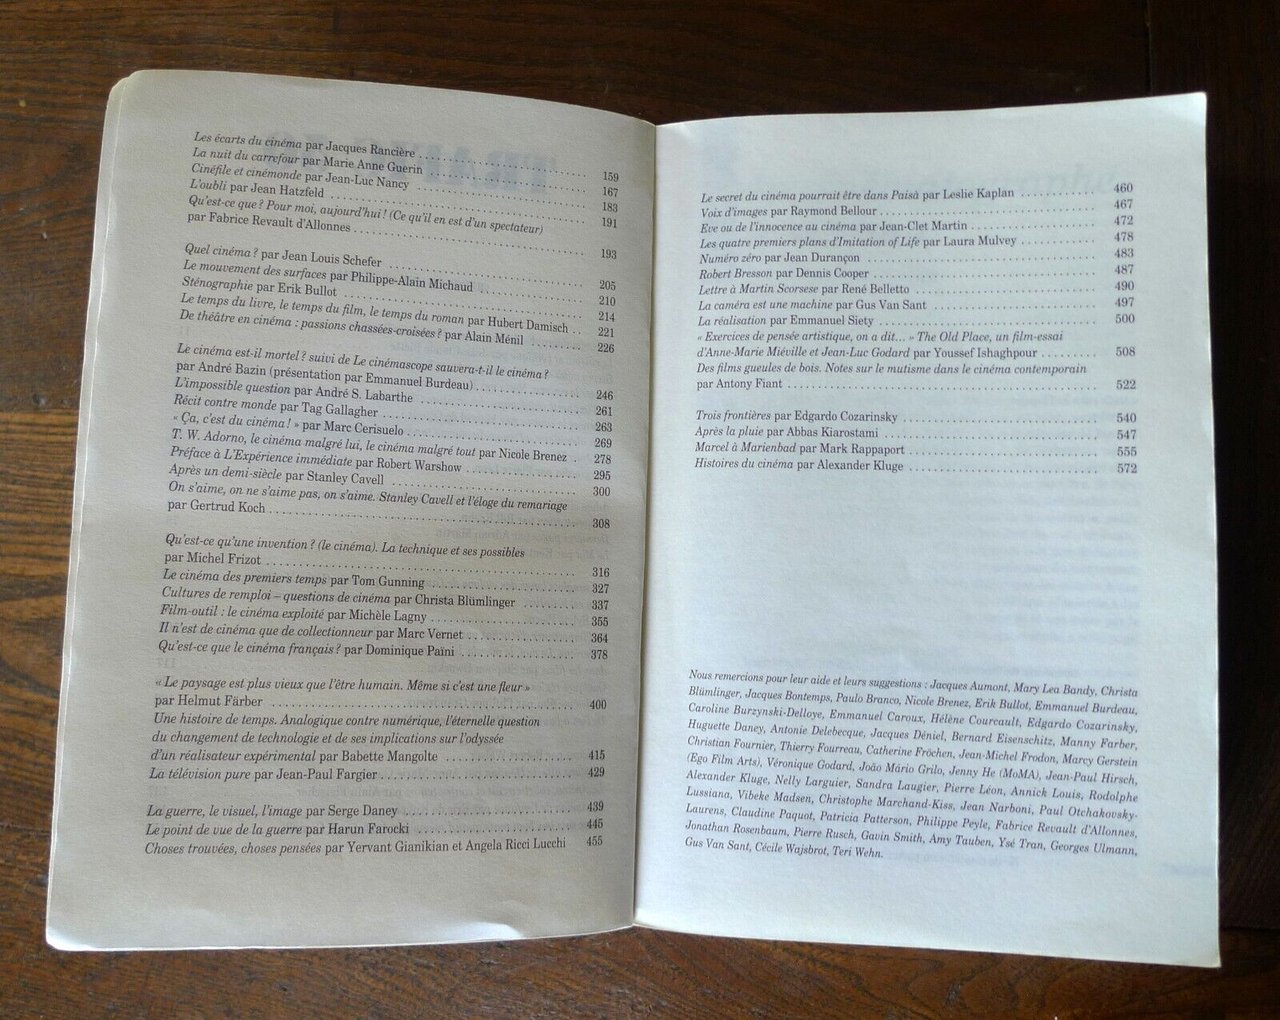 Les écarts du cinéma par Jacques Rancière 159
La nuit du carrefour par Marie Anne Guerin 167
Cinéfile et cinémonde par Jean-Luc Nancy 183
L'oubli par Jean Hatzfeld 191
Qu'est-ce que ? Pour moi, aujourd'hui ! (Ce qu'il en est d'un spectateur)
par Fabrice Revault d'Allonnes 193
Quel cinéma ? par Jean Louis Schefer 205
Le mouvement des surfaces par Philippe-Alain Michaud 210
Sténographie par Erik Bullot 214
Le temps du livre, le temps du film, le temps du roman par Hubert Damisch 221
De théâtre en cinéma : passions chassées-croisées ? par Alain Ménil 226
Le cinéma est-il mortel ? suivi de Le cinémascope sauvera-t-il le cinéma ?
par André Bazin (présentation par Emmanuel Burdeau) 246
L'impossible question par André S. Labarthe 261
Récit contre monde par Tag Gallagher 263
« Ça, c'est du cinéma ! » par Marc Cerisuelo 269
T. W. Adorno, le cinéma malgré lui, le cinéma malgré tout par Nicole Brenez 278
Préface à L'Expérience immédiate par Robert Warshow 295
Après un demi-siècle par Stanley Cavell 300
On s'aime, on ne s'aime pas, on s'aime. Stanley Cavell et l'éloge du remariage
par Gertrud Koch 308
Qu'est-ce qu'une invention ? (le cinéma). La technique et ses possibles
par Michel Frizot 316
Le cinéma des premiers temps par Tom Gunning 327
Cultures de remploi – questions de cinéma par Christa Blümlinger 337
Film-outil : le cinéma exploité par Michèle Lagny 355
Il n'est de cinéma que de collectionneur par Marc Vernet 364
Qu'est-ce que le cinéma français ? par Dominique Païni 378
« Le paysage est plus vieux que l'être humain. Même si c'est une fleur »
par Helmut Färber 400
Une histoire de temps. Analogique contre numérique, l'éternelle question
du changement de technologie et de ses implications sur l'odyssée
d'un réalisateur expérimental par Babette Mangolte 415
La télévision pure par Jean-Paul Fargier 429
La guerre, le visuel, l'image par Serge Daney 439
Le point de vue de la guerre par Harun Farocki 445
Choses trouvées, choses pensées par Yervant Gianikian et Angela Ricci Lucchi 455
Le secret du cinéma pourrait être dans Paisà par Leslie Kaplan 460
Voix d'images par Raymond Bellour 467
Eve ou de l'innocence au cinéma par Jean-Clet Martin 472
Les quatre premiers plans d'Imitation of Life par Laura Mulvey 478
Numéro zéro par Jean Durançon 483
Robert Bresson par Dennis Cooper 487
Lettre à Martin Scorsese par René Belletto 490
La caméra est une machine par Gus Van Sant 497
La réalisation par Emmanuel Siety 500
« Exercices de pensée artistique, on a dit... » The Old Place, un film-essai
d'Anne-Marie Miéville et Jean-Luc Godard par Youssef Ishaghpour 508
Des films gueules de bois. Notes sur le mutisme dans le cinéma contemporain
par Antony Fiant 522
Trois frontières par Edgardo Cozarinsky 540
Après la pluie par Abbas Kiarostami 547
Marcel à Marienbad par Mark Rappaport 555
Histoires du cinéma par Alexander Kluge 572
Nous remercions pour leur aide et leurs suggestions : Jacques Aumont, Mary Lea Bandy, Christa
Blümlinger, Jacques Bontemps, Paulo Branco, Nicole Brenez, Erik Bullot, Emmanuel Burdeau,
Caroline Burzynski-Delloye, Emmanuel Caroux, Hélène Courcault, Edgardo Cozarinsky,
Huguette Daney, Antonie Delebecque, Jacques Déniel, Bernard Eisenschitz, Manny Farber,
Christian Fournier, Thierry Fourreau, Catherine Fröchen, Jean-Michel Frodon, Marcy Gerstein
(Ego Film Arts), Véronique Godard, João Mário Grilo, Jenny He (MoMA), Jean-Paul Hirsch,
Alexander Kluge, Nelly Larguier, Sandra Laugier, Pierre Léon, Annick Louis, Rodolphe
Lussiana, Vibeke Madsen, Christophe Marchand-Kiss, Jean Narboni, Paul Otchakovsky-
Laurens, Claudine Paquot, Patricia Patterson, Philippe Peyle, Fabrice Revault d'Allonnes,
Jonathan Rosenbaum, Pierre Rusch, Gavin Smith, Amy Tauben, Ysé Tran, Georges Ulmann,
Gus Van Sant, Cécile Wajsbrot, Teri Wehn.